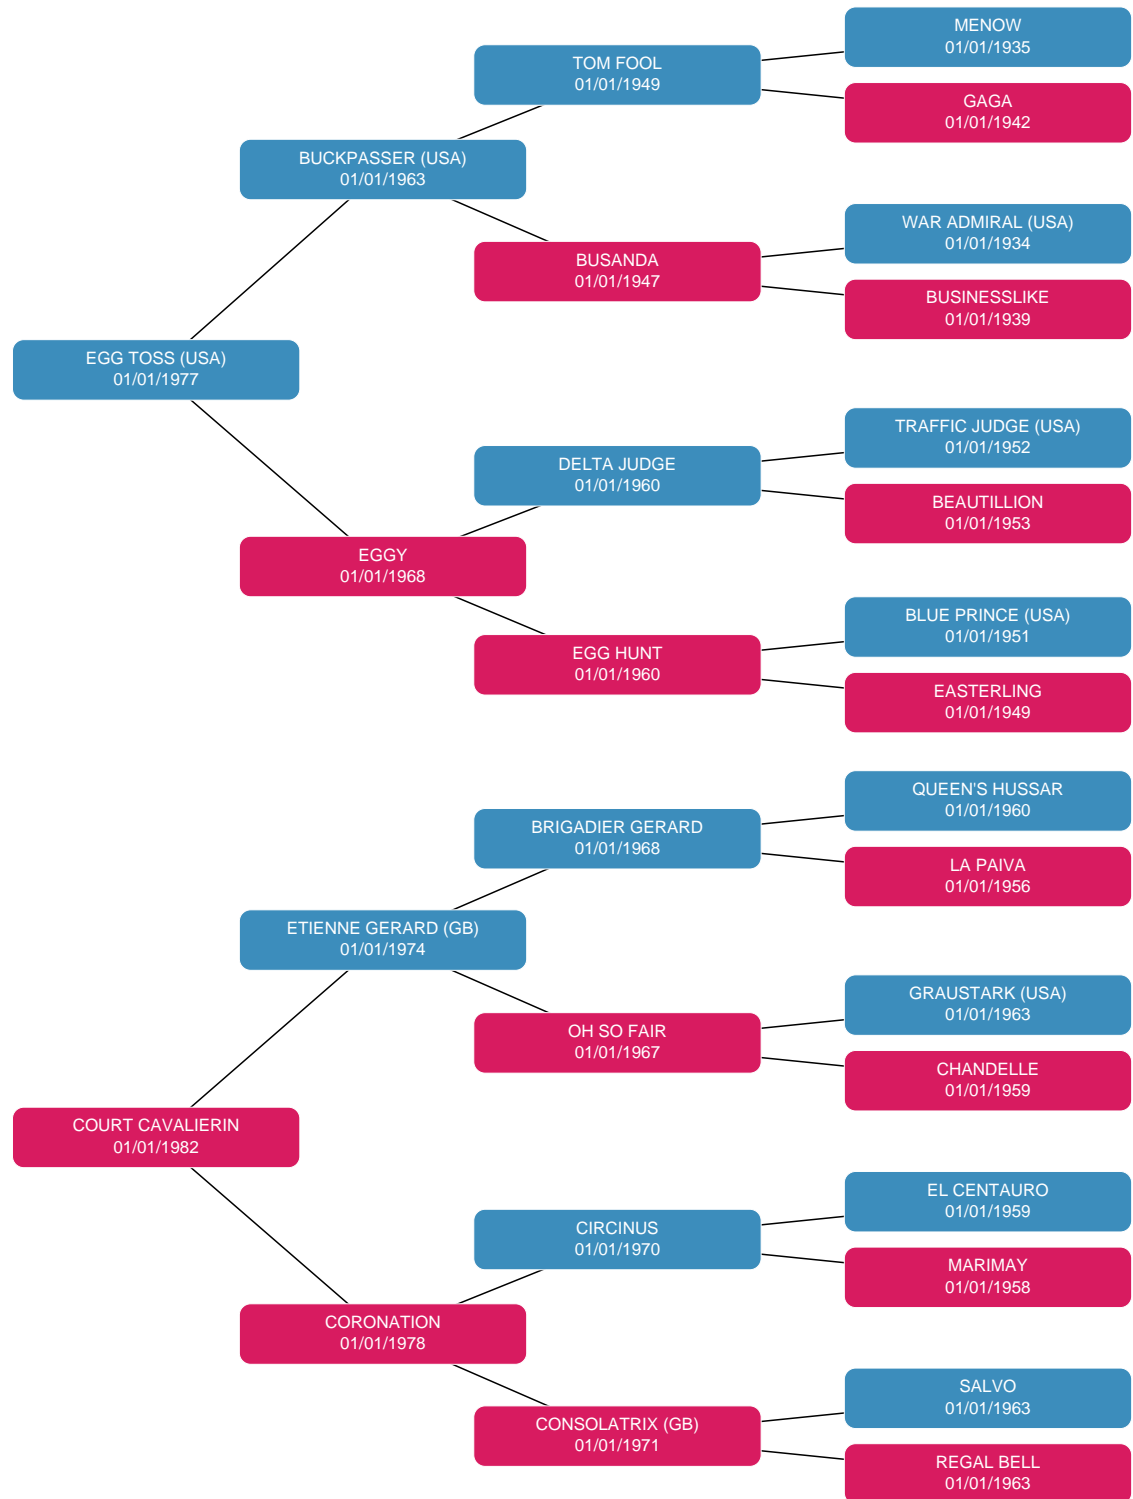 MENOW
01/01/1935
TOM FOOL
01/01/1949
GAGA
01/01/1942
BUCKPASSER (USA)
01/01/1963
WAR ADMIRAL (USA)
01/01/1934
BUSANDA
01/01/1947
BUSINESSLIKE
01/01/1939
EGG TOSS (USA)
01/01/1977
TRAFFIC JUDGE (USA)
01/01/1952
DELTA JUDGE
01/01/1960
BEAUTILLION
01/01/1953
EGGY
01/01/1968
BLUE PRINCE (USA)
01/01/1951
EGG HUNT
01/01/1960
EASTERLING
01/01/1949
QUEEN'S HUSSAR
01/01/1960
BRIGADIER GERARD
01/01/1968
LA PAIVA
01/01/1956
ETIENNE GERARD (GB)
01/01/1974
GRAUSTARK (USA)
01/01/1963
OH SO FAIR
01/01/1967
CHANDELLE
01/01/1959
COURT CAVALIERIN
01/01/1982
EL CENTAURO
01/01/1959
CIRCINUS
01/01/1970
MARIMAY
01/01/1958
CORONATION
01/01/1978
SALVO
01/01/1963
CONSOLATRIX (GB)
01/01/1971
REGAL BELL
01/01/1963